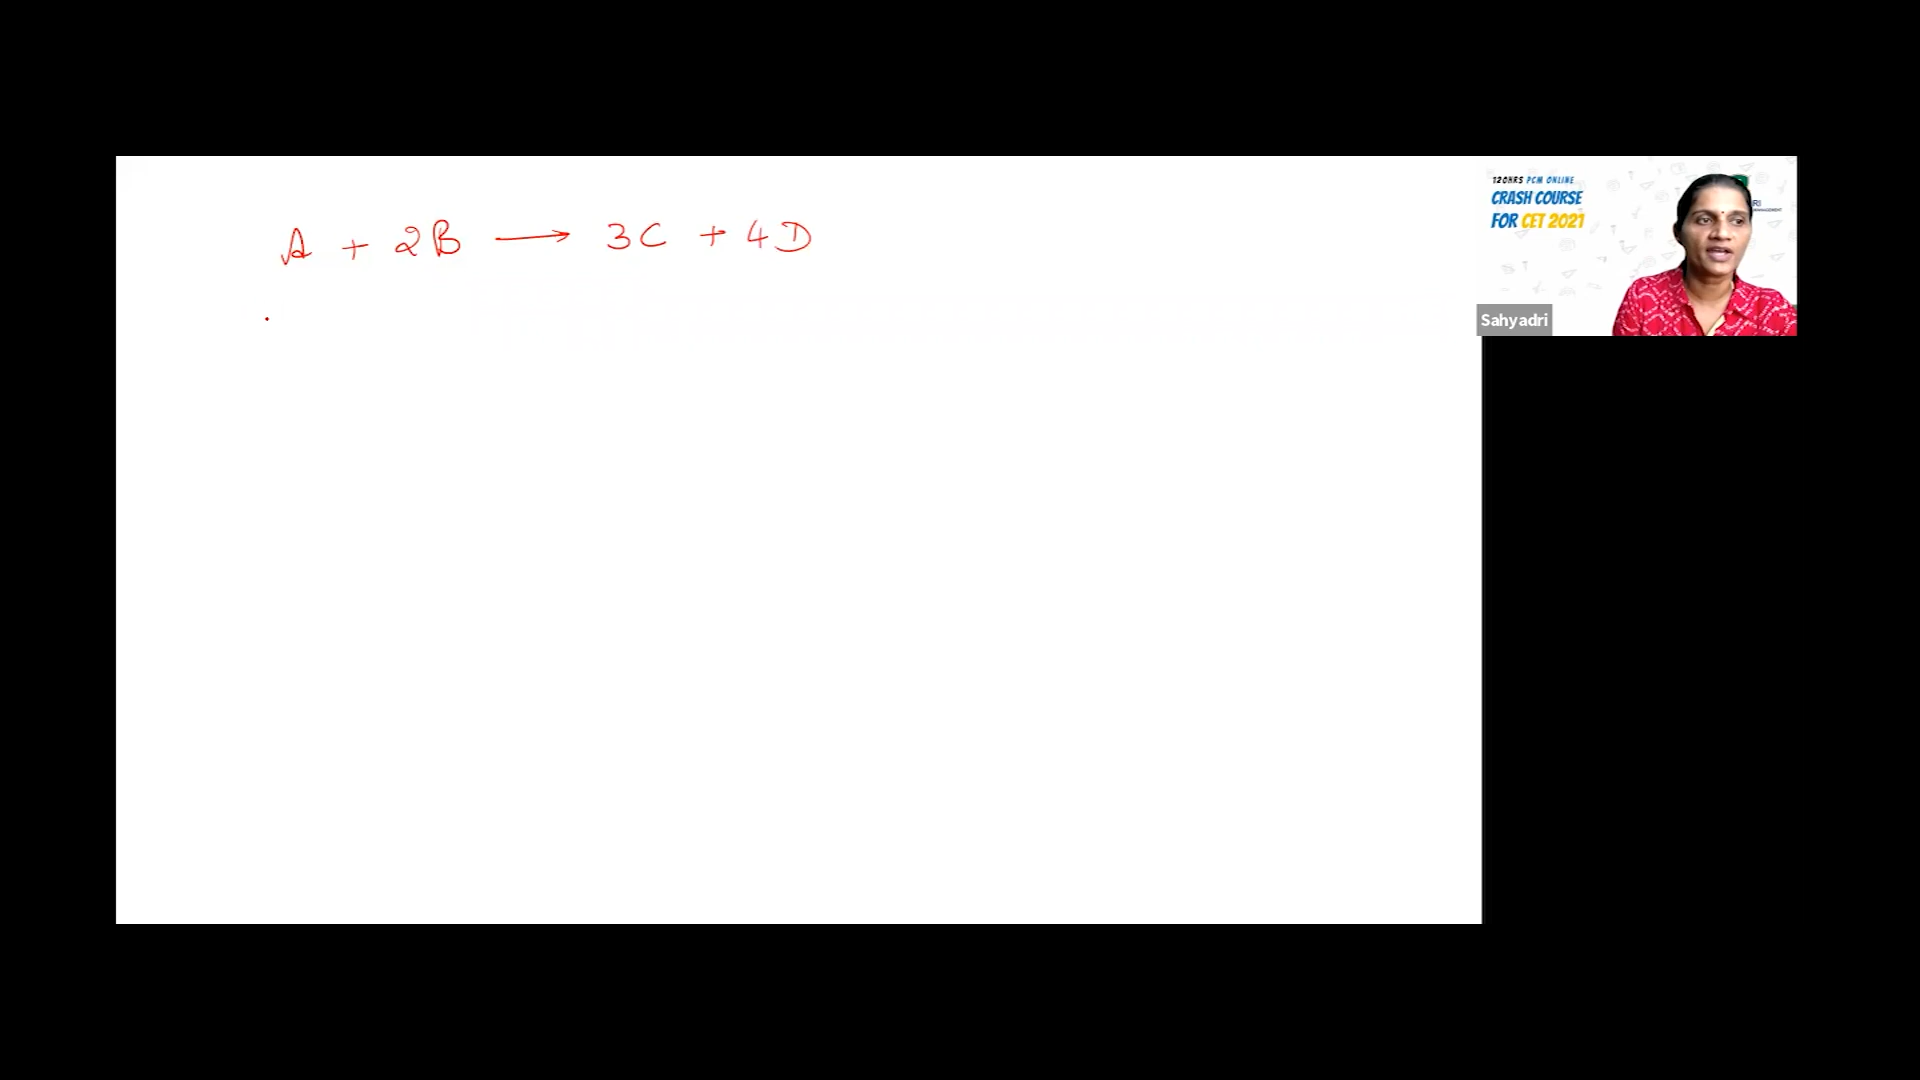 A + 2B ⟶ 3C + 4D
120HRS PCM ONLINE
CRASH COURSE
FOR CET 2021
Sahyadri